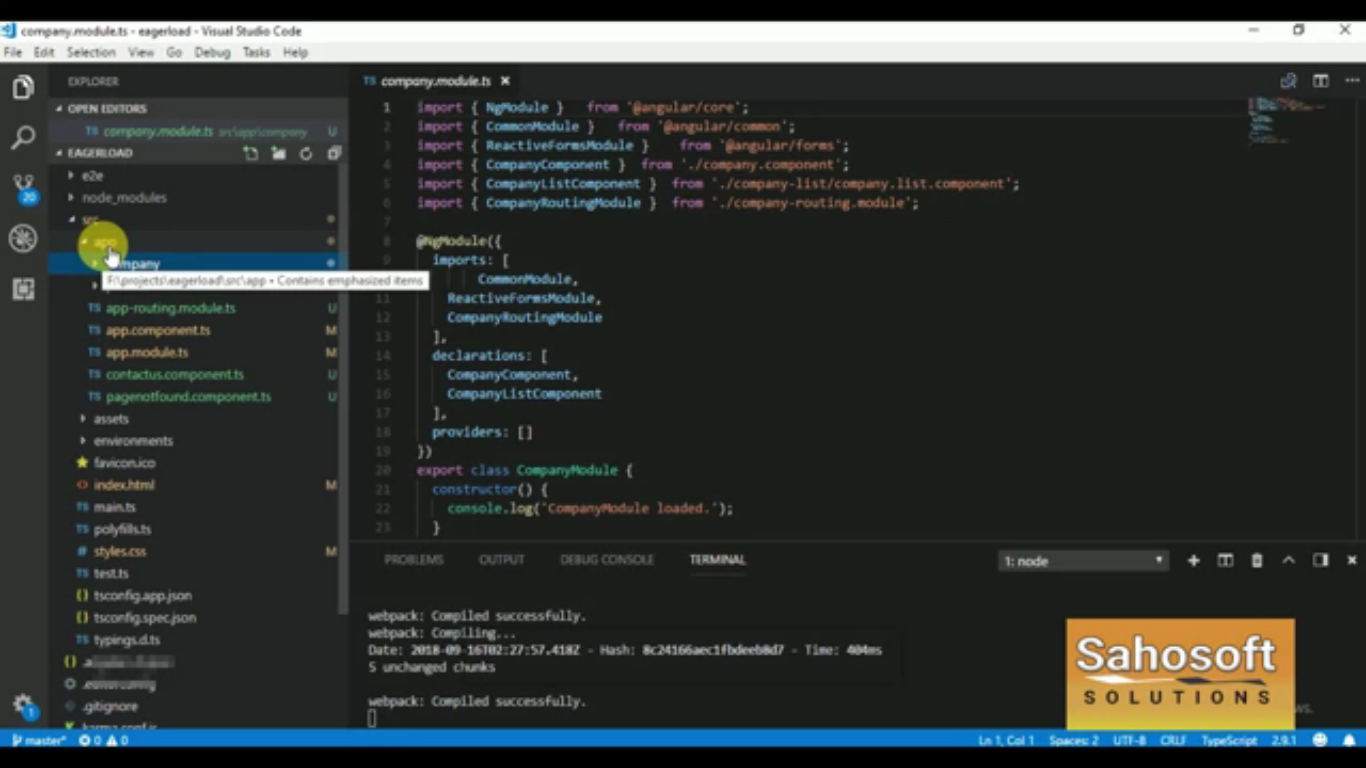 company.module.ts - eagerload - Visual Studio Code
File Edit Selection View Go Debug Tasks Help
EXPLORER
OPEN EDITORS
TS company.module.ts src\app\company U
EAGERLOAD
e2e
node_modules
src
app
company
F:\projects\eagerload\src\app • Contains emphasized items
TS app-routing.module.ts U
TS app.component.ts M
TS app.module.ts M
TS contactus.component.ts U
TS pagenotfound.component.ts U
assets
environments
favicon.ico
index.html M
TS main.ts
TS polyfills.ts
# styles.css M
TS test.ts
{} tsconfig.app.json
{} tsconfig.spec.json
TS typings.d.ts
.editorconfig
.gitignore
karma.conf.js
TS company.module.ts
1 import { NgModule } from '@angular/core';
2 import { CommonModule } from '@angular/common';
3 import { ReactiveFormsModule } from '@angular/forms';
4 import { CompanyComponent } from './company.component';
5 import { CompanyListComponent } from './company-list/company.list.component';
6 import { CompanyRoutingModule } from './company-routing.module';
7
8 @NgModule({
9 imports: [
CommonModule,
11 ReactiveFormsModule,
12 CompanyRoutingModule
13 ],
14 declarations: [
15 CompanyComponent,
16 CompanyListComponent
17 ],
18 providers: []
19 })
20 export class CompanyModule {
21 constructor() {
22 console.log('CompanyModule loaded.');
23 }
PROBLEMS OUTPUT DEBUG CONSOLE TERMINAL 1: node
webpack: Compiled successfully.
webpack: Compiling...
Date: 2018-09-16T02:27:57.418Z - Hash: 8c24166aec1fbdeeb8d7 - Time: 404ms
5 unchanged chunks
webpack: Compiled successfully.
Sahosoft
SOLUTIONS
master* 0 0 Ln 1, Col 1 Spaces: 2 UTF-8 CRLF TypeScript 2.9.1
20
1